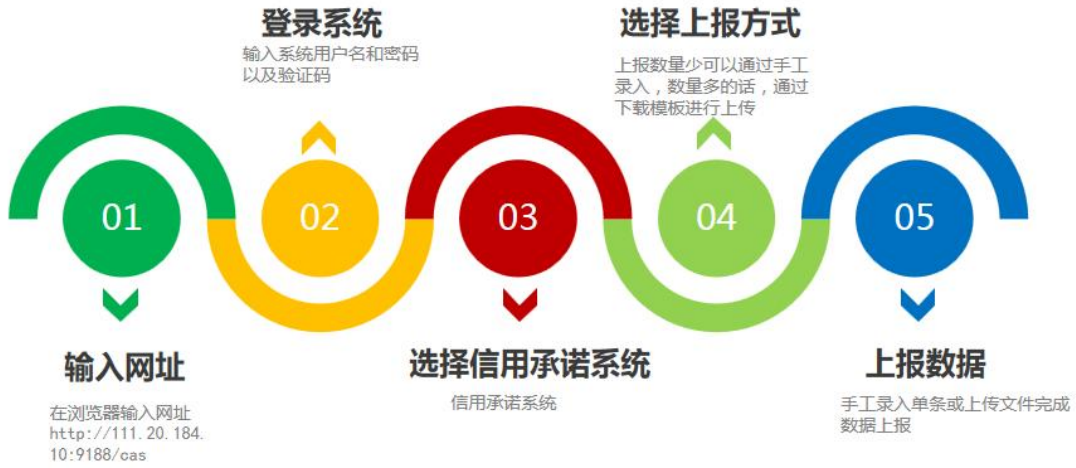 01
输入网址
在浏览器输入网址
http://111.20.184.
10:9188/cas
02
登录系统
输入系统用户名和密码
以及验证码
03
选择信用承诺系统
信用承诺系统
04
选择上报方式
上报数量少可以通过手工
录入，数量多的话，通过
下载模板进行上传
05
上报数据
手工录入单条或上传文件完成
数据上报